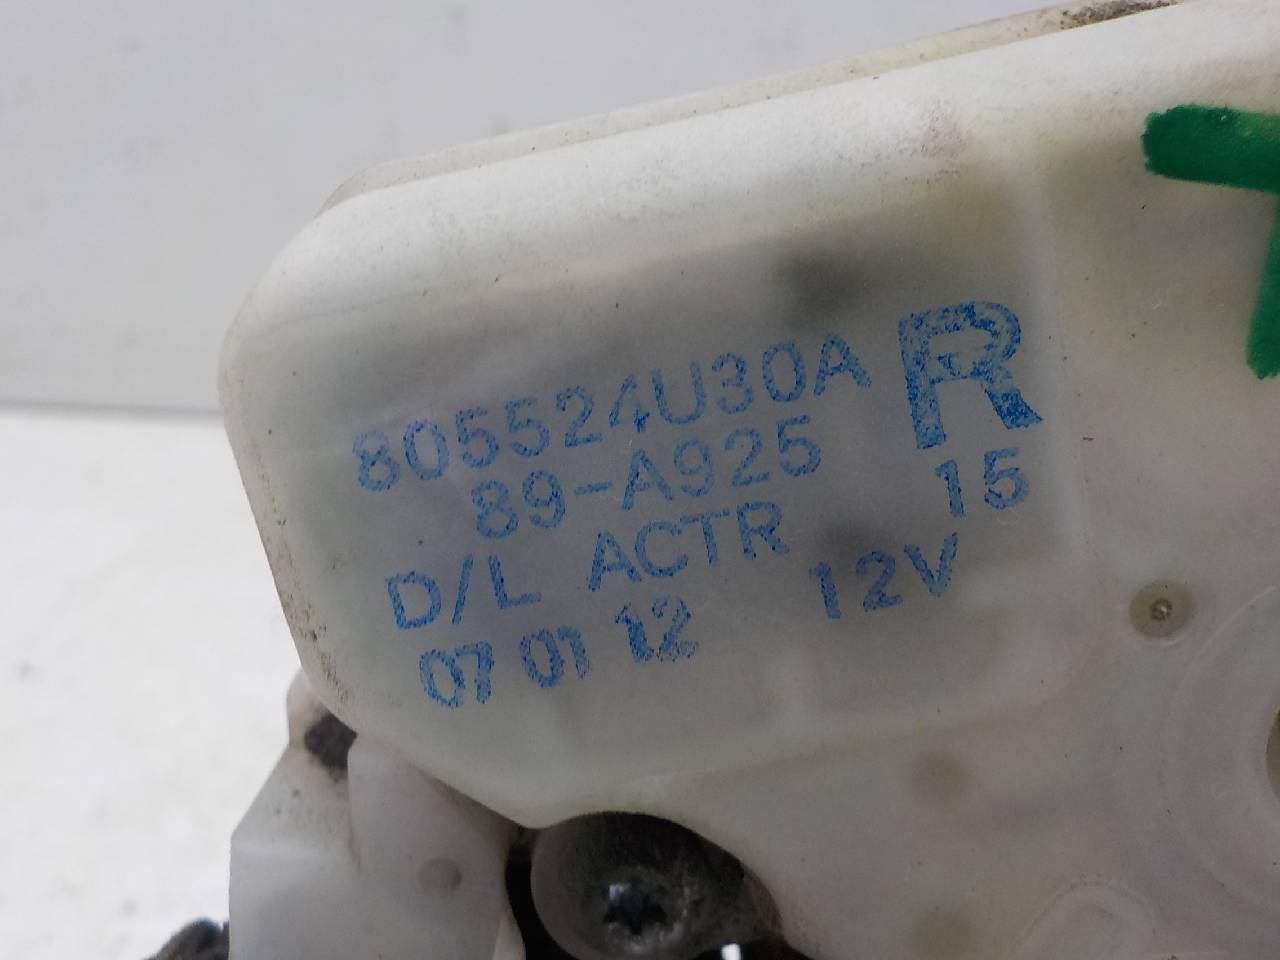 805524U30A R
89-A925 15
D/L ACTR 12V
07 01 12